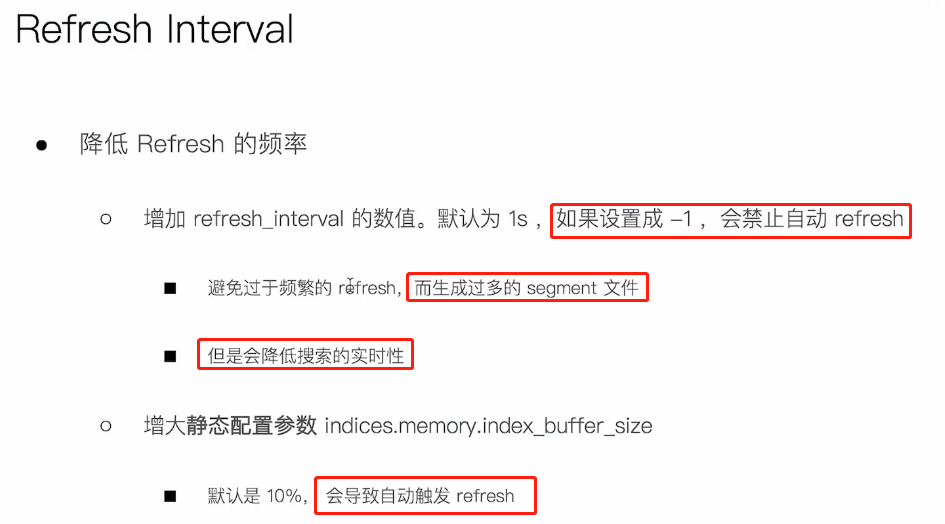 Refresh Interval
降低 Refresh 的频率
增加 refresh_interval 的数值。默认为 1s ，如果设置成 -1 ，会禁止自动 refresh
避免过于频繁的 refresh，而生成过多的 segment 文件
但是会降低搜索的实时性
增大静态配置参数 indices.memory.index_buffer_size
默认是 10%，会导致自动触发 refresh